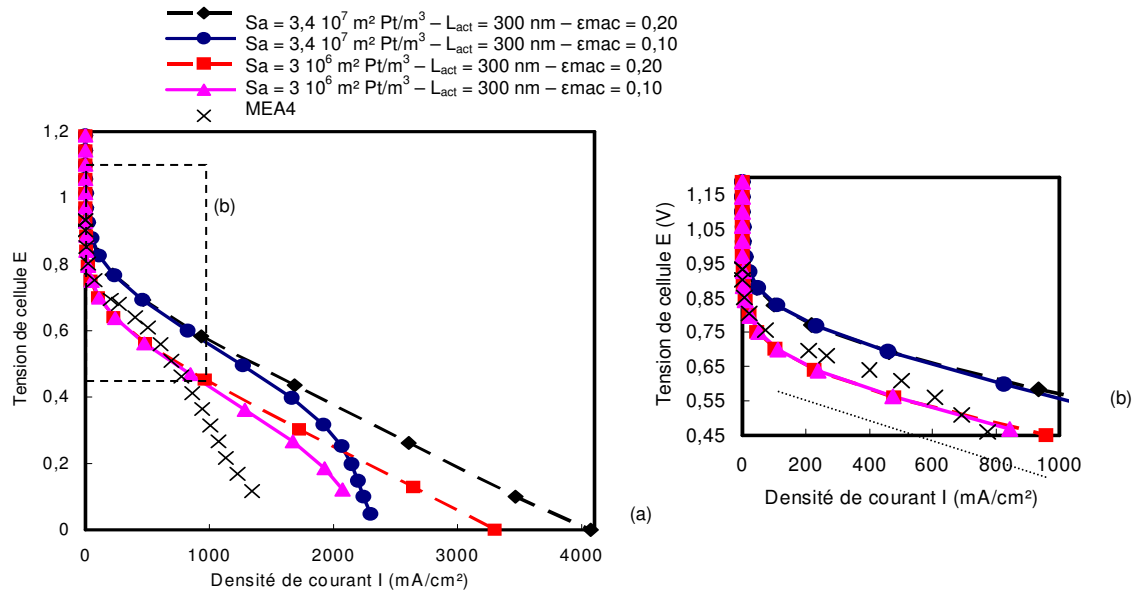 Sa = 3,4 10⁷ m² Pt/m³ – L_act = 300 nm – εmac = 0,20
Sa = 3,4 10⁷ m² Pt/m³ – L_act = 300 nm – εmac = 0,10
Sa = 3 10⁶ m² Pt/m³ – L_act = 300 nm – εmac = 0,20
Sa = 3 10⁶ m² Pt/m³ – L_act = 300 nm – εmac = 0,10
MEA4
Tension de cellule E
1,2
1
0.8
0.6
0.4
0,2
0
0
1000
2000
3000
4000
Densité de courant I (mA/cm²)
(b)
(a)
Tension de cellule E (V)
1,15
1,05
0,95
0,85
0,75
0,65
0,55
0,45
0
200
400
600
800
1000
Densité de courant I (mA/cm²)
(b)